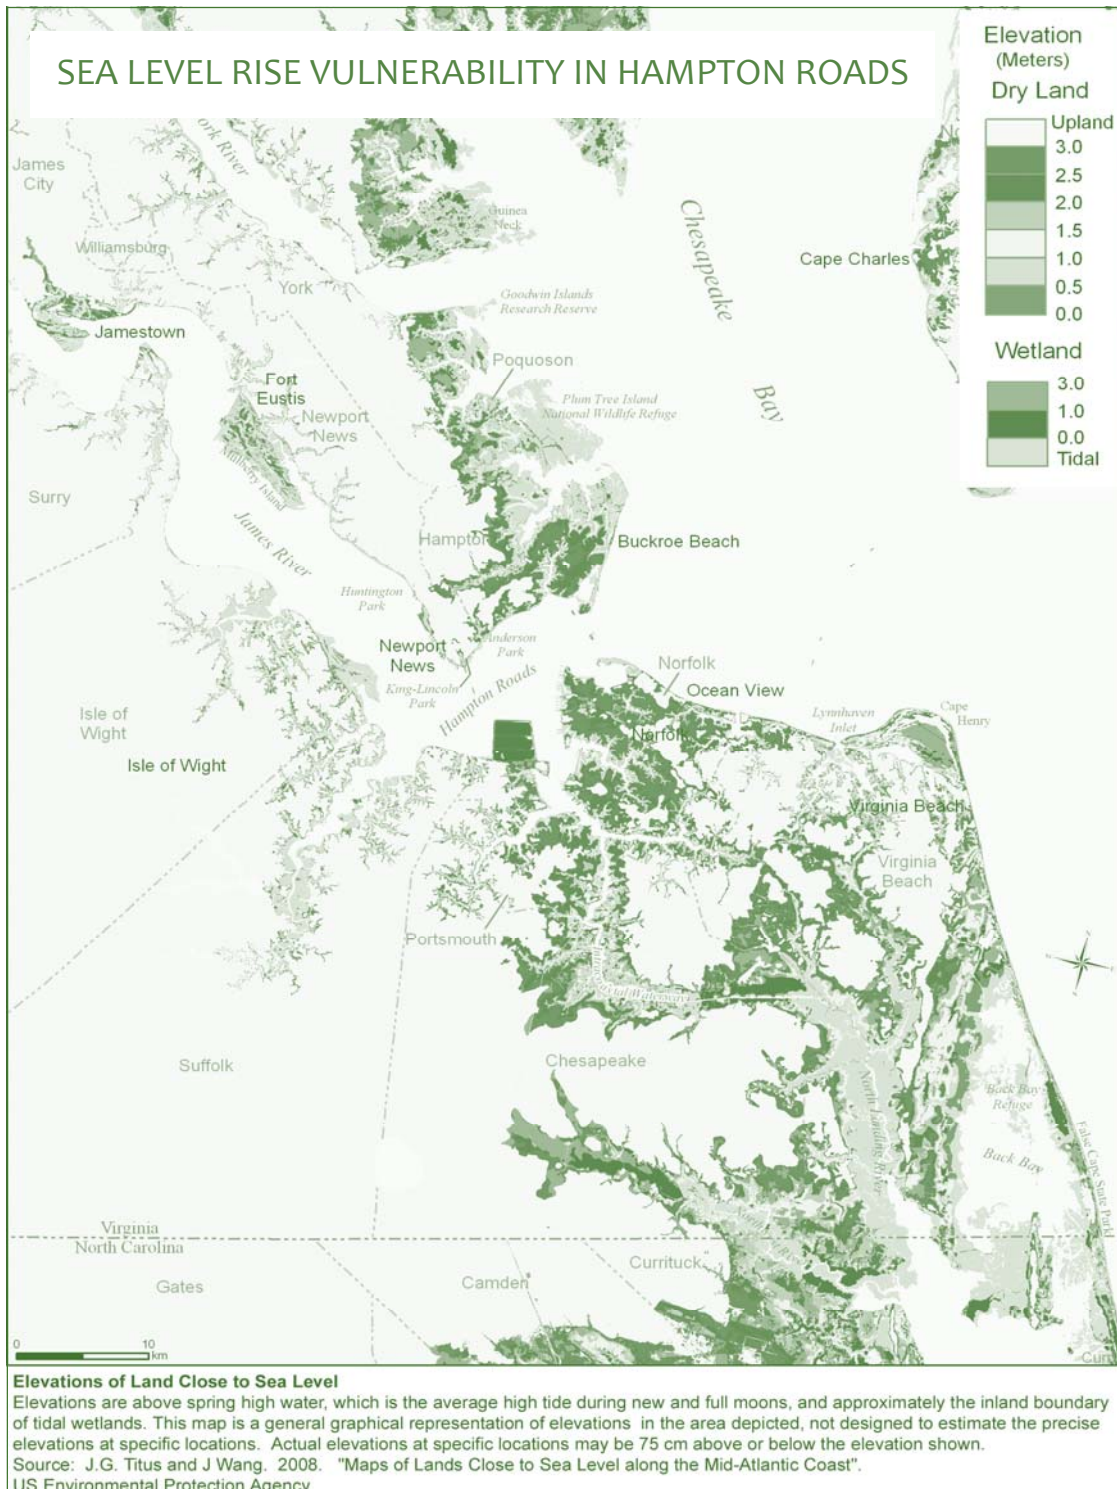 SEA LEVEL RISE VULNERABILITY IN HAMPTON ROADS
Elevation
(Meters)
Dry Land
Upland
3.0
2.5
2.0
1.5
1.0
0.5
0.0
Wetland
3.0
1.0
0.0
Tidal
James
City
York River
Guinea
Neck
Williamsburg
York
Chesapeake
Bay
Cape Charles
Goodwin Islands
Research Reserve
Jamestown
Poquoson
Fort
Eustis
Newport
News
Plum Tree Island
National Wildlife Refuge
Mulberry Island
Surry
James River
Hampton
Buckroe Beach
Huntington
Park
Newport
News
Anderson
Park
King-Lincoln
Park
Hampton Roads
Norfolk
Ocean View
Norfolk
Lynnhaven
Inlet
Cape
Henry
Isle of
Wight
Isle of Wight
Virginia Beach
Virginia
Beach
Portsmouth
Waterway
Suffolk
Chesapeake
North Landing River
Back Bay
Refuge
Back Bay
False Cape State Park
Virginia
North Carolina
Gates
Camden
Currituck
0 10
km
Elevations of Land Close to Sea Level
Elevations are above spring high water, which is the average high tide during new and full moons, and approximately the inland boundary
of tidal wetlands. This map is a general graphical representation of elevations in the area depicted, not designed to estimate the precise
elevations at specific locations. Actual elevations at specific locations may be 75 cm above or below the elevation shown.
Source: J.G. Titus and J Wang. 2008. "Maps of Lands Close to Sea Level along the Mid-Atlantic Coast".
US Environmental Protection Agency